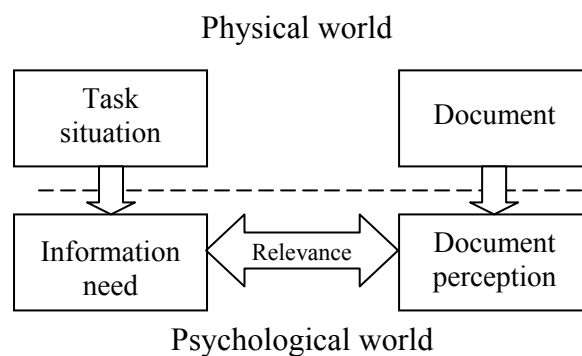 Physical world
Task
situation
Document
Information
need
Relevance
Document
perception
Psychological world